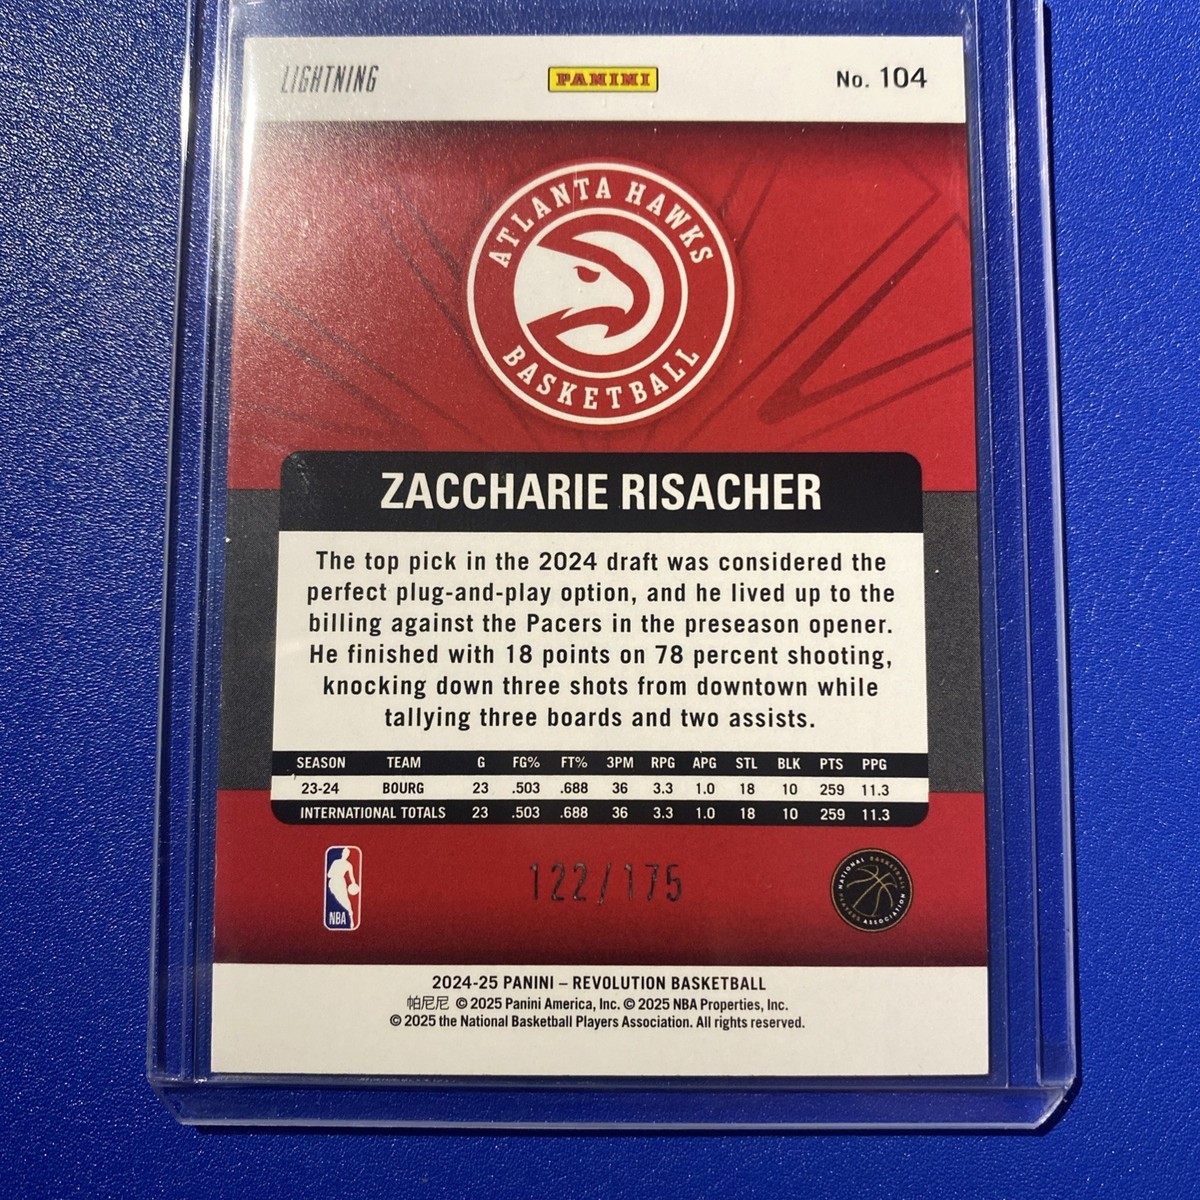 LIGHTNING
PANINI
No. 104
ATLANTA HAWKS
BASKETBALL
ZACCHARIE RISACHER
The top pick in the 2024 draft was considered the
perfect plug-and-play option, and he lived up to the
billing against the Pacers in the preseason opener.
He finished with 18 points on 78 percent shooting,
knocking down three shots from downtown while
tallying three boards and two assists.
SEASON TEAM G FG% FT% 3PM RPG APG STL BLK PTS PPG
23-24 BOURG 23 .503 .688 36 3.3 1.0 18 10 259 11.3
INTERNATIONAL TOTALS 23 .503 .688 36 3.3 1.0 18 10 259 11.3
NBA
122/175
NATIONAL BASKETBALL
PLAYERS ASSOCIATION
2024-25 PANINI – REVOLUTION BASKETBALL
帕尼尼 © 2025 Panini America, Inc. © 2025 NBA Properties, Inc.
© 2025 the National Basketball Players Association. All rights reserved.